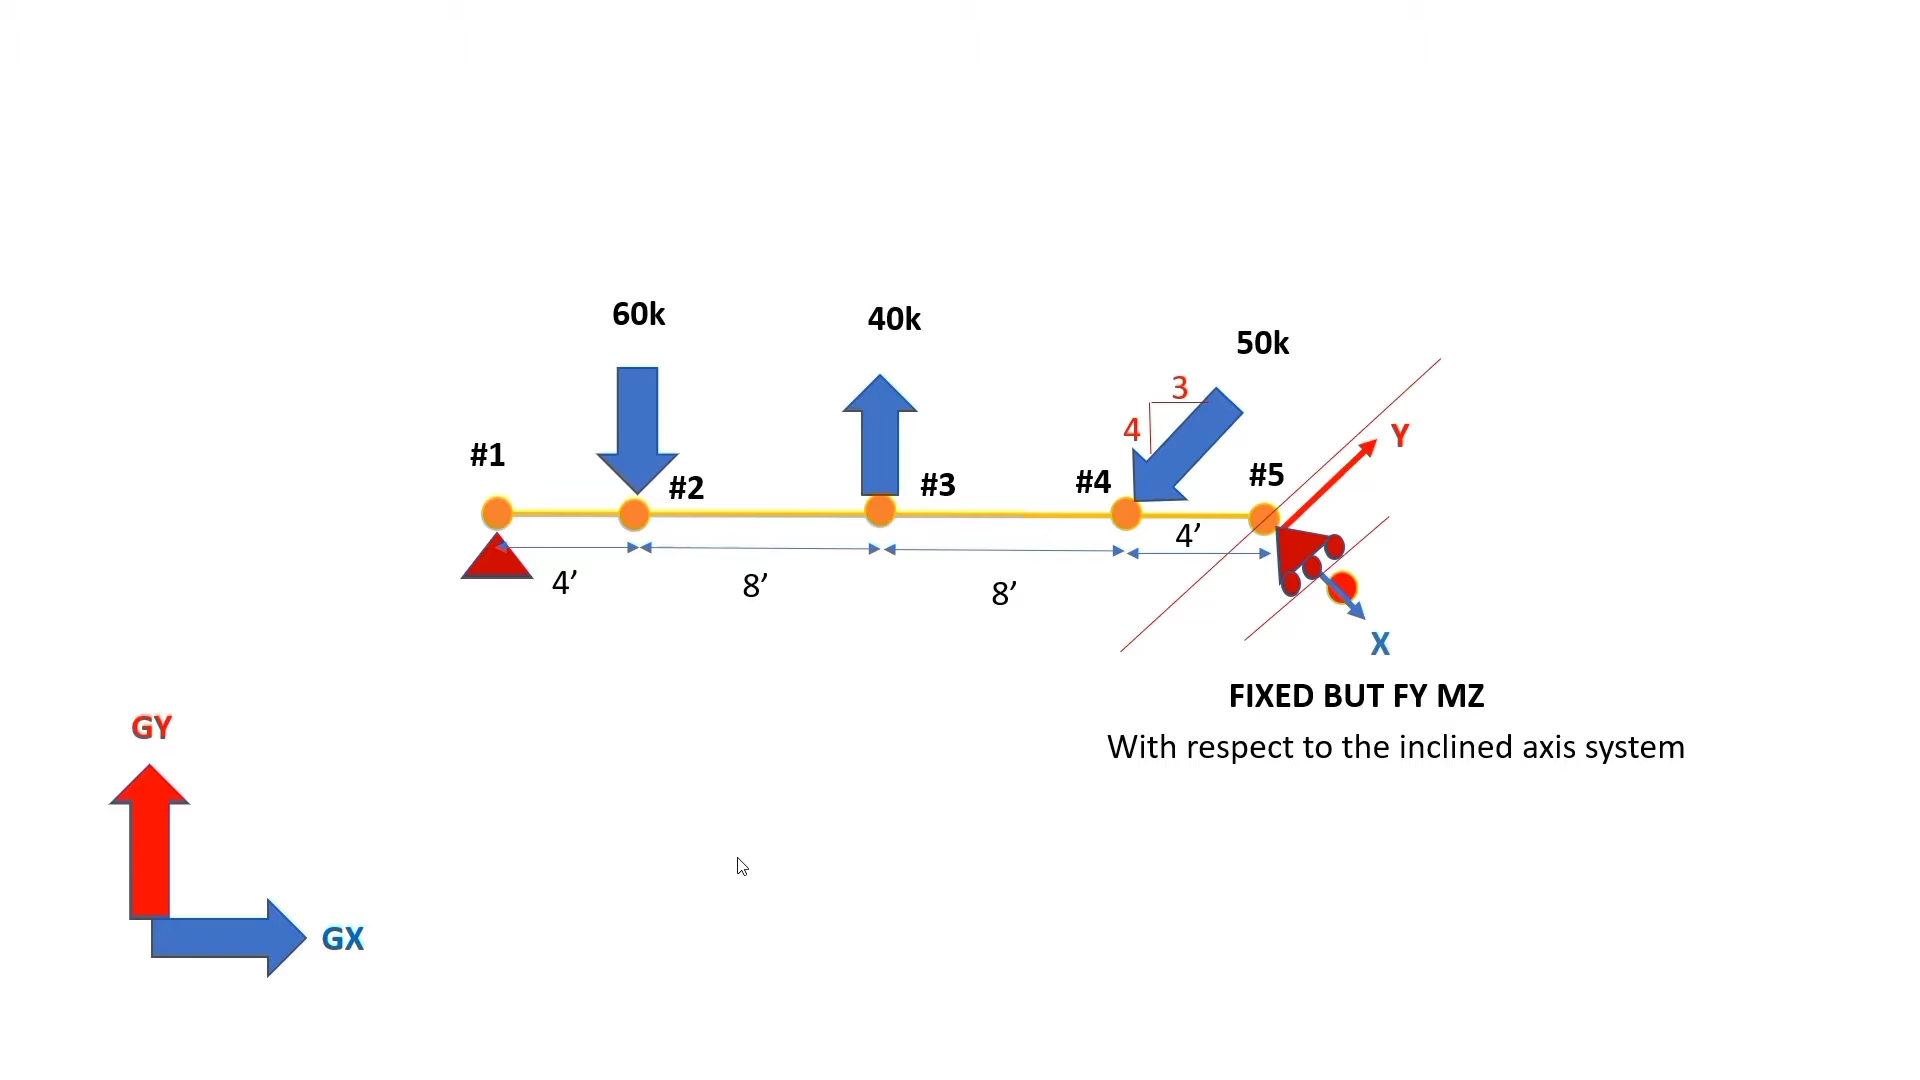 60k
40k
50k
3
4
Y
#1
#2
#3
#4
#5
4’
4’
8’
8’
X
FIXED BUT FY MZ
With respect to the inclined axis system
GY
GX